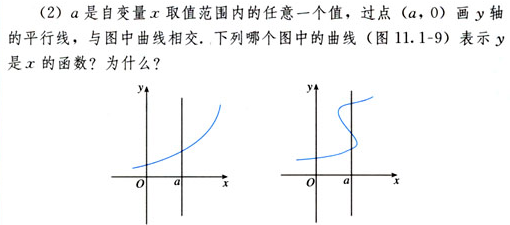 (2) a 是自变量 x 取值范围内的任意一个值，过点 (a, 0) 画 y 轴
的平行线，与图中曲线相交. 下列哪个图中的曲线（图 11.1-9）表示 y
是 x 的函数？为什么？
y y
O a x O a x